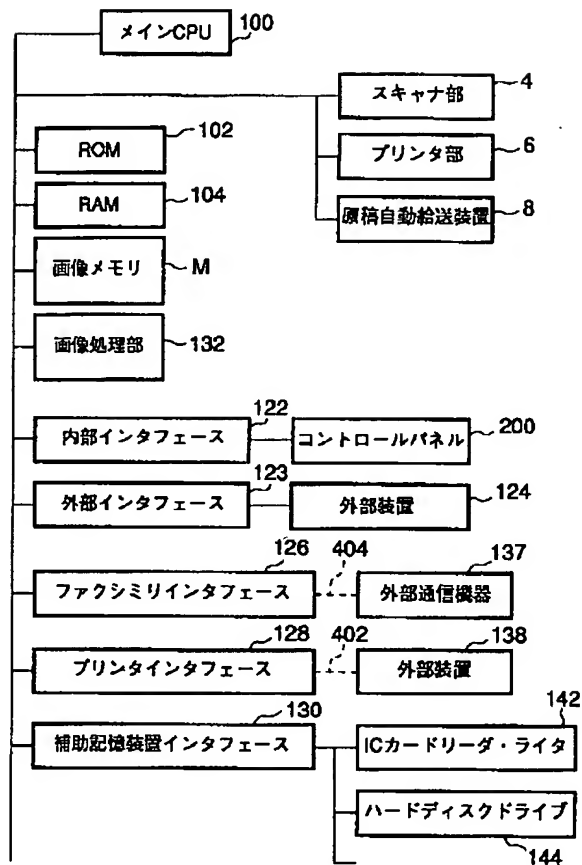 メインCPU 100
スキャナ部 4
ROM 102
プリンタ部 6
RAM 104
原稿自動給送装置 8
画像メモリ M
画像処理部 132
内部インタフェース 122
コントロールパネル 200
外部インタフェース 123
外部装置 124
ファクシミリインタフェース 126
404
外部通信機器 137
プリンタインタフェース 128
402
外部装置 138
補助記憶装置インタフェース 130
ICカードリーダ・ライタ 142
ハードディスクドライブ 144